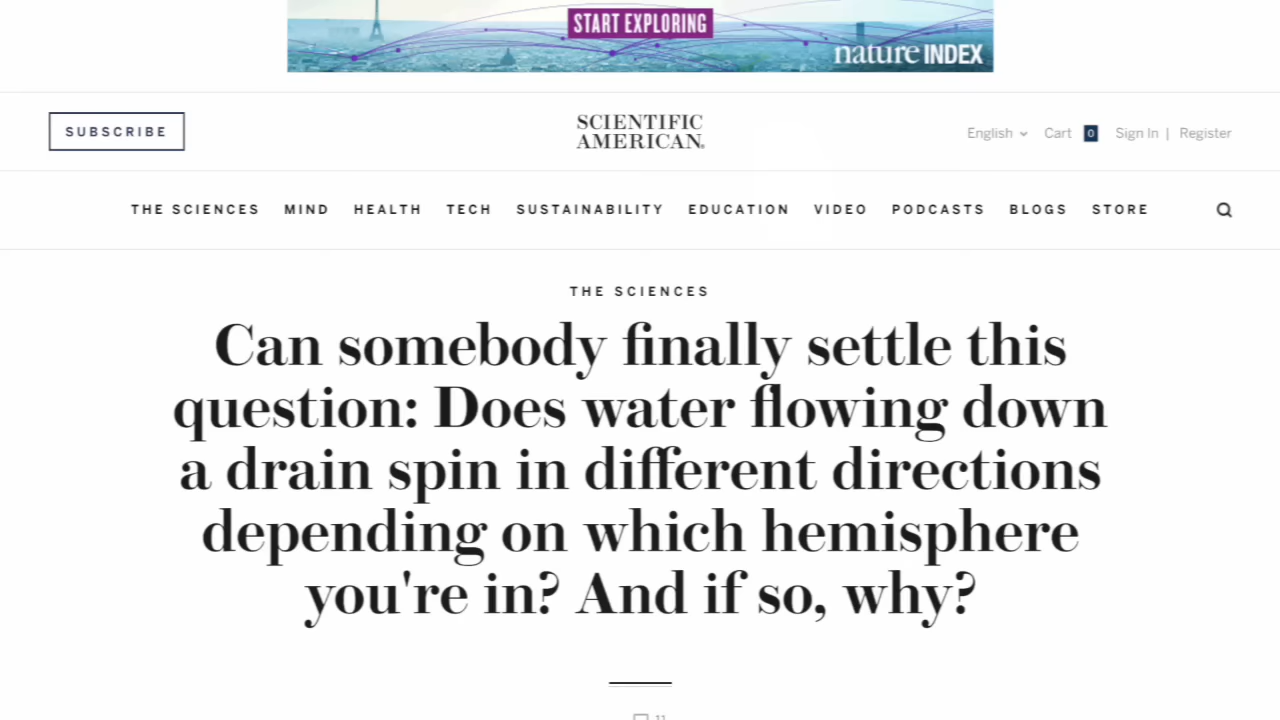 START EXPLORING
nature INDEX
SUBSCRIBE
SCIENTIFIC
AMERICAN®
English
Cart 0 Sign In | Register
THE SCIENCES MIND HEALTH TECH SUSTAINABILITY EDUCATION VIDEO PODCASTS BLOGS STORE
THE SCIENCES
Can somebody finally settle this
question: Does water flowing down
a drain spin in different directions
depending on which hemisphere
you're in? And if so, why?
11